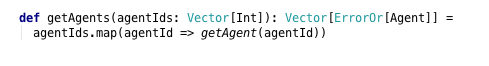 def getAgents(agentIds: Vector[Int]): Vector[ErrorOr[Agent]] =
  agentIds.map(agentId => getAgent(agentId))